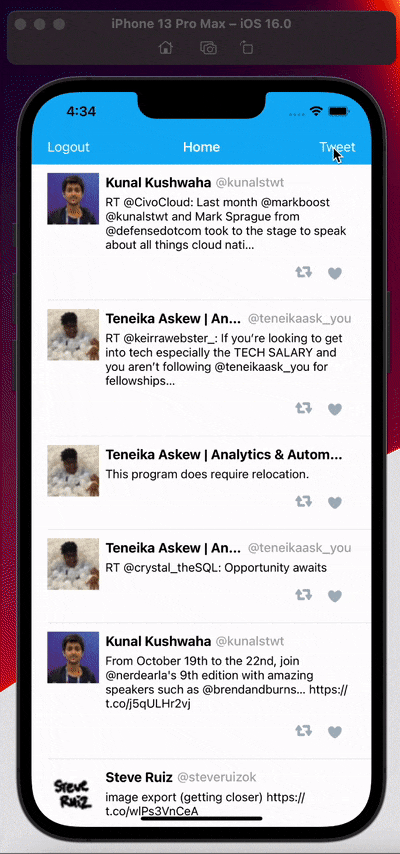 iPhone 13 Pro Max – iOS 16.0
4:34
Logout Home Tweet
Kunal Kushwaha @kunalstwt
RT @CivoCloud: Last month @markboost
@kunalstwt and Mark Sprague from
@defensedotcom took to the stage to speak
about all things cloud nati...
Teneika Askew | An... @teneikaask_you
RT @keirrawebster_: If you're looking to get
into tech especially the TECH SALARY and
you aren't following @teneikaask_you for
fellowships...
Teneika Askew | Analytics & Autom...
This program does require relocation.
Teneika Askew | An... @teneikaask_you
RT @crystal_theSQL: Opportunity awaits
Kunal Kushwaha @kunalstwt
From October 19th to the 22nd, join
@nerdearla's 9th edition with amazing
speakers such as @brendandburns... https://
t.co/j5qULHr2vj
Steve Ruiz
Steve Ruiz @steveruizok
image export (getting closer) https://
t.co/wlPs3VnCeA